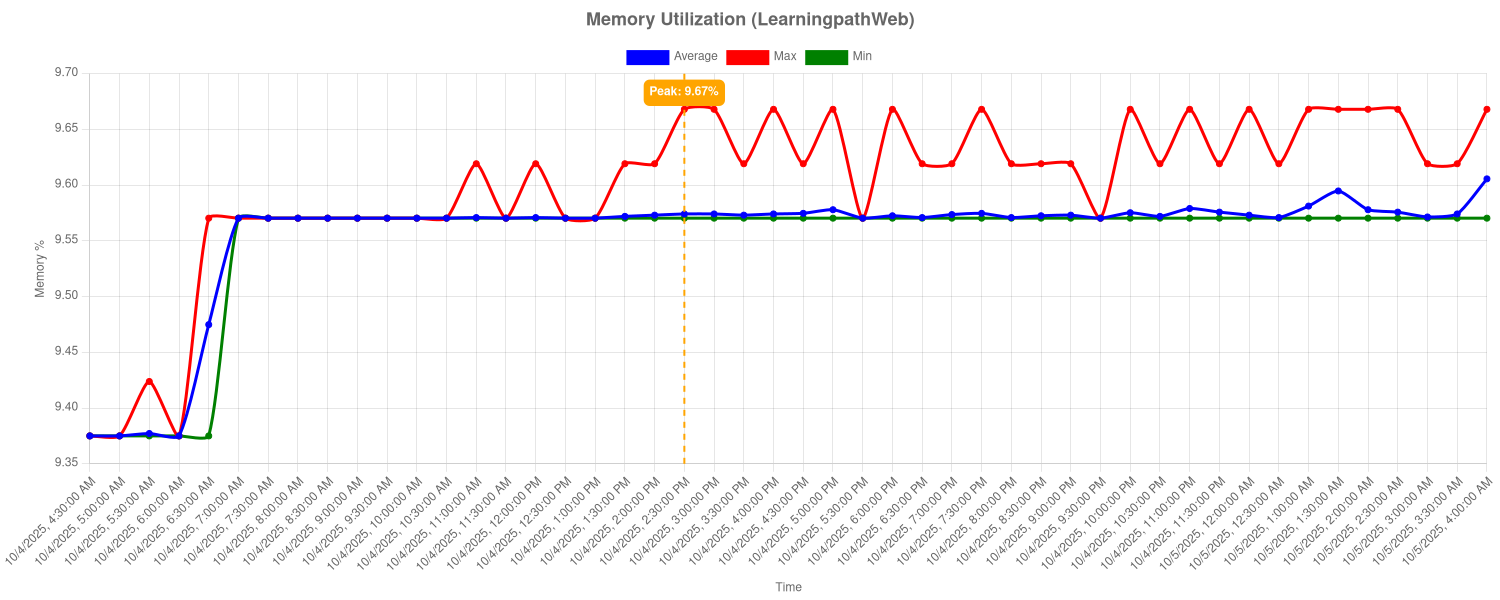 Memory Utilization (LearningpathWeb)
Average Max Min
9.70
Peak: 9.67%
9.65
9.60
9.55
9.50
9.45
9.40
9.35
Memory %
10/4/2025, 4:30:00 AM
10/4/2025, 5:00:00 AM
10/4/2025, 5:30:00 AM
10/4/2025, 6:00:00 AM
10/4/2025, 6:30:00 AM
10/4/2025, 7:00:00 AM
10/4/2025, 7:30:00 AM
10/4/2025, 8:00:00 AM
10/4/2025, 8:30:00 AM
10/4/2025, 9:00:00 AM
10/4/2025, 9:30:00 AM
10/4/2025, 10:00:00 AM
10/4/2025, 10:30:00 AM
10/4/2025, 11:00:00 AM
10/4/2025, 11:30:00 AM
10/4/2025, 12:00:00 PM
10/4/2025, 12:30:00 PM
10/4/2025, 1:00:00 PM
10/4/2025, 1:30:00 PM
10/4/2025, 2:00:00 PM
10/4/2025, 2:30:00 PM
10/4/2025, 3:00:00 PM
10/4/2025, 3:30:00 PM
10/4/2025, 4:00:00 PM
10/4/2025, 4:30:00 PM
10/4/2025, 5:00:00 PM
10/4/2025, 5:30:00 PM
10/4/2025, 6:00:00 PM
10/4/2025, 6:30:00 PM
10/4/2025, 7:00:00 PM
10/4/2025, 7:30:00 PM
10/4/2025, 8:00:00 PM
10/4/2025, 8:30:00 PM
10/4/2025, 9:00:00 PM
10/4/2025, 9:30:00 PM
10/4/2025, 10:00:00 PM
10/4/2025, 10:30:00 PM
10/4/2025, 11:00:00 PM
10/4/2025, 11:30:00 PM
10/5/2025, 12:00:00 AM
10/5/2025, 12:30:00 AM
10/5/2025, 1:00:00 AM
10/5/2025, 1:30:00 AM
10/5/2025, 2:00:00 AM
10/5/2025, 2:30:00 AM
10/5/2025, 3:00:00 AM
10/5/2025, 3:30:00 AM
10/5/2025, 4:00:00 AM
Time